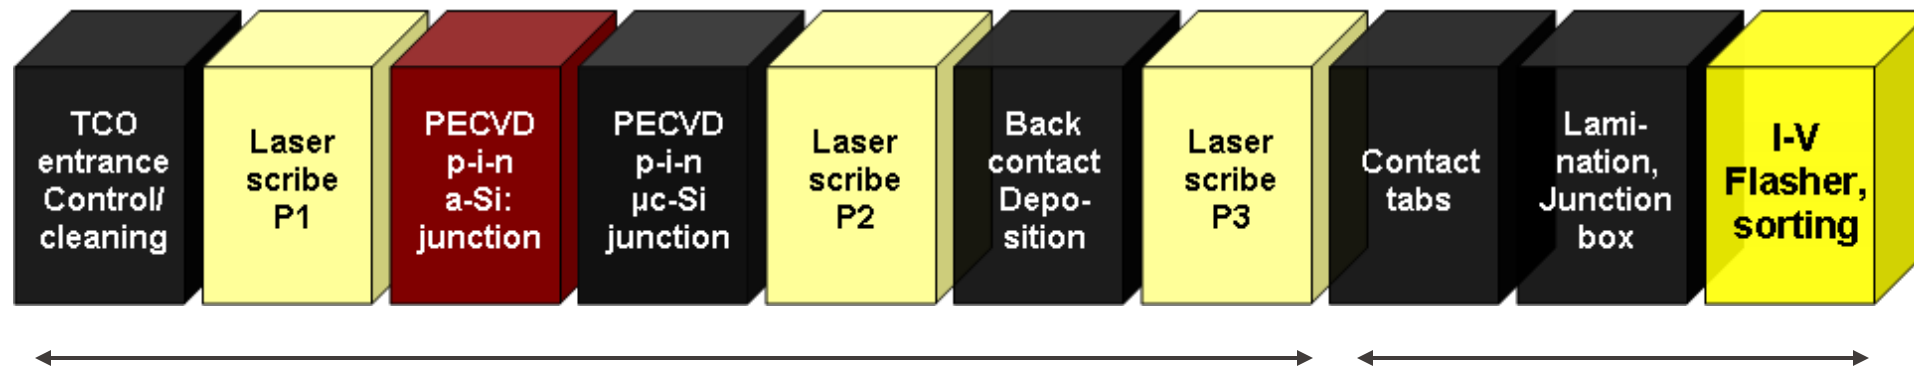 TCO
entrance
Control/
cleaning
Laser
scribe
P1
PECVD
p-i-n
a-Si:
junction
PECVD
p-i-n
µc-Si
junction
Laser
scribe
P2
Back
contact
Depo-
sition
Laser
scribe
P3
Contact
tabs
Lami-
nation,
Junction
box
I-V
Flasher,
sorting